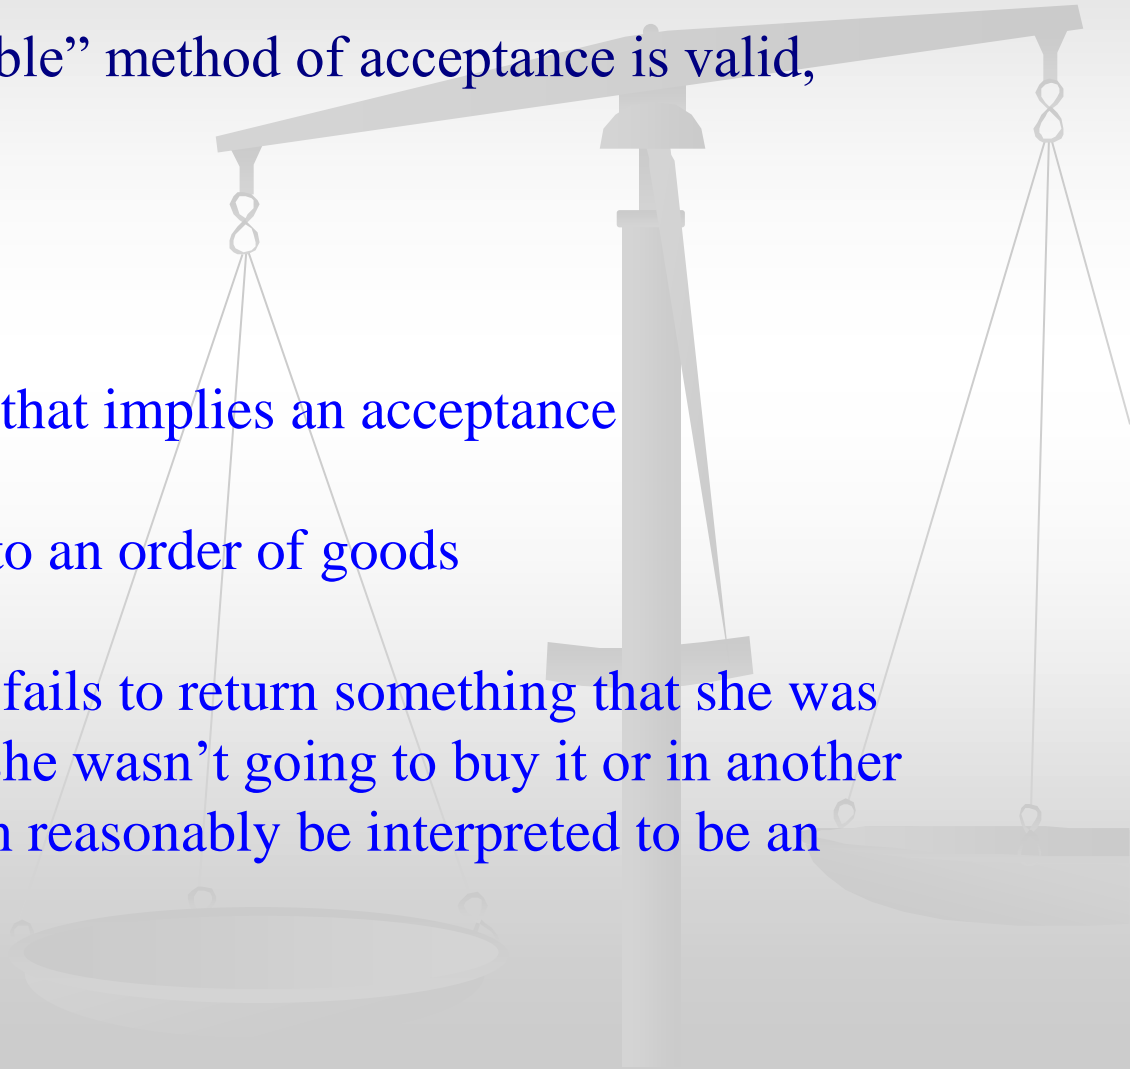 ble” method of acceptance is valid,
that implies an acceptance
to an order of goods
fails to return something that she was
she wasn’t going to buy it or in another
reasonably be interpreted to be an